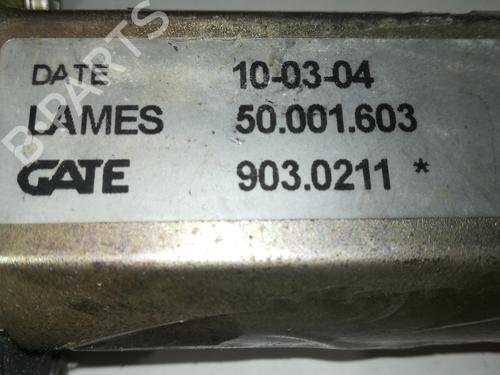 B-PARTS
DATE 10-03-04
LAMES 50.001.603
GATE 903.0211 *